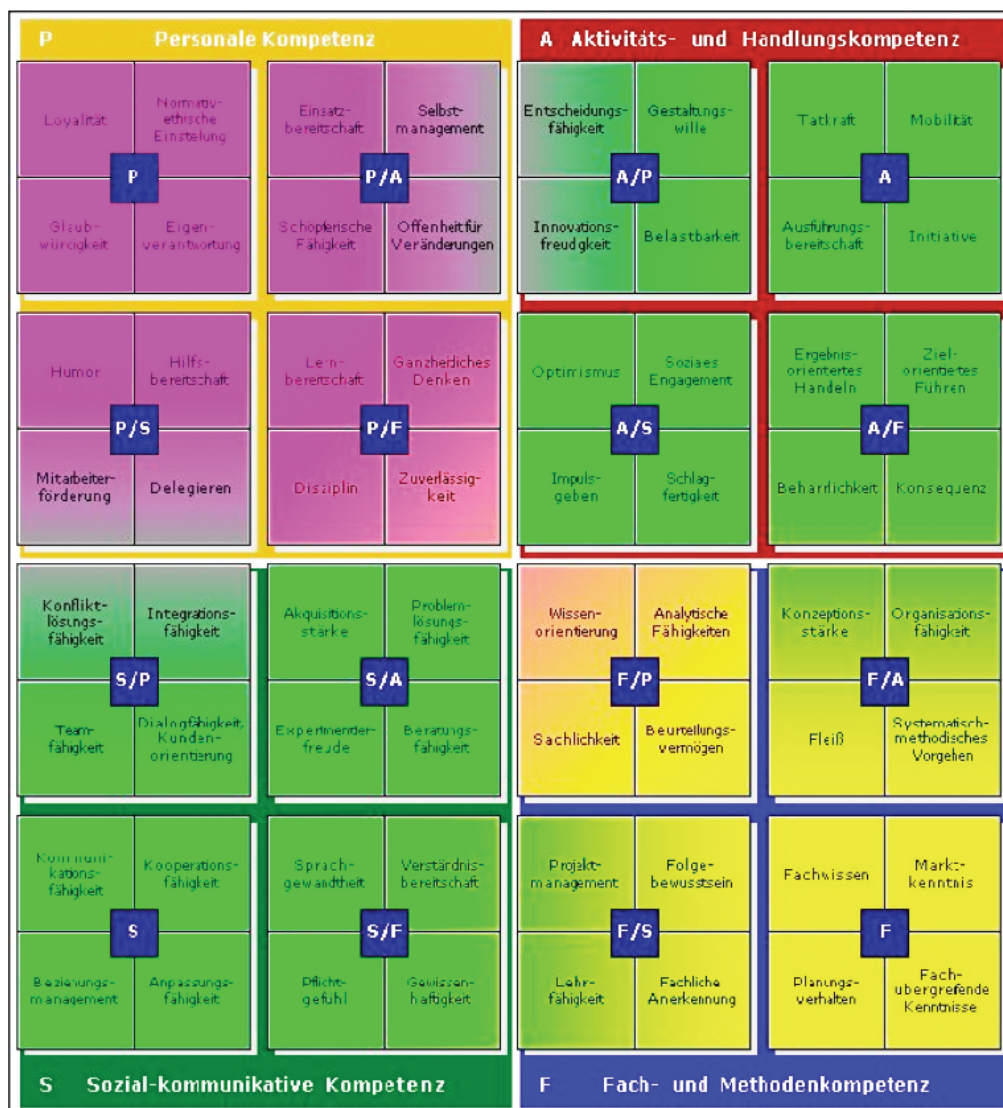 P Personale Kompetenz
Loyalität
Normativ-
ethische
Einstelung
P
Glaub-
würdigkeit
Eigen-
verantwortung
Einsatz-
bereitschaft
Selbst-
management
P/A
Schöpferische
Fähigkeit
Offenheit für
Veränderungen
Humor
Hilfs-
bereitschaft
P/S
Mitarbeiter-
förderung
Delegieren
Lern-
bereitschaft
Ganzheitliches
Denken
P/F
Disziplin
Zuverlässig-
keit
A Aktivitäts- und Handlungskompetenz
Entscheidungs-
fähigkeit
Gestaltungs-
wille
A/P
Innovations-
freudigkeit
Belastbarkeit
Tatkraft
Mobilität
A
Ausführungs-
bereitschaft
Initiative
Optimismus
Soziaes
Engagement
A/S
Impuls-
geben
Schlag-
fertigkeit
Ergebnis-
orientertes
Handeln
Ziel-
orientiertes
Führen
A/F
Beharrlichkeit
Konsequenz
Konflikt-
lösungs-
fähigkeit
Integrations-
fähigkeit
S/P
Team-
fähigkeit
Dialogfähigkeit,
Kunden-
orientierung
Akquisitions-
stärke
Problem-
lösungs-
fähigkeit
S/A
Experimentier-
freude
Beratungs-
fähigkeit
Kommuni-
kations-
fähigkeit
Kooperations-
fähigkeit
S
Beziehungs-
management
Anpassungs-
fähigkeit
Sprach-
gewandtheit
Verständnis-
bereitschaft
S/F
Pflicht-
gefühl
Gewissen-
haftigkeit
S Sozial-kommunikative Kompetenz
Wissen-
orientierung
Analytische
Fähigkeiten
F/P
Sachlichkeit
Beurteilungs-
vermögen
Konzeptions-
stärke
Organisations-
fähigkeit
F/A
Fleiß
Systematisch-
methodisches
Vorgehen
Projekt-
management
Folge-
bewusstsein
F/S
Lehr-
fähigkeit
Fachliche
Anerkennung
Fachwissen
Markt-
kenntnis
F
Planungs-
verhalten
Fach-
übergreifende
Kenntnisse
F Fach- und Methodenkompetenz